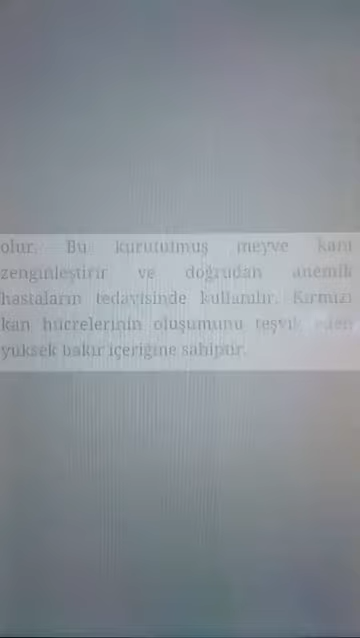 olur. Bu kurutulmuş meyve kanı
zenginleştirir ve doğrudan anemik
hastaların tedavisinde kullanılır. Kırmızı
kan hücrelerinin oluşumunu teşvik eden
yüksek bakır içeriğine sahiptir.